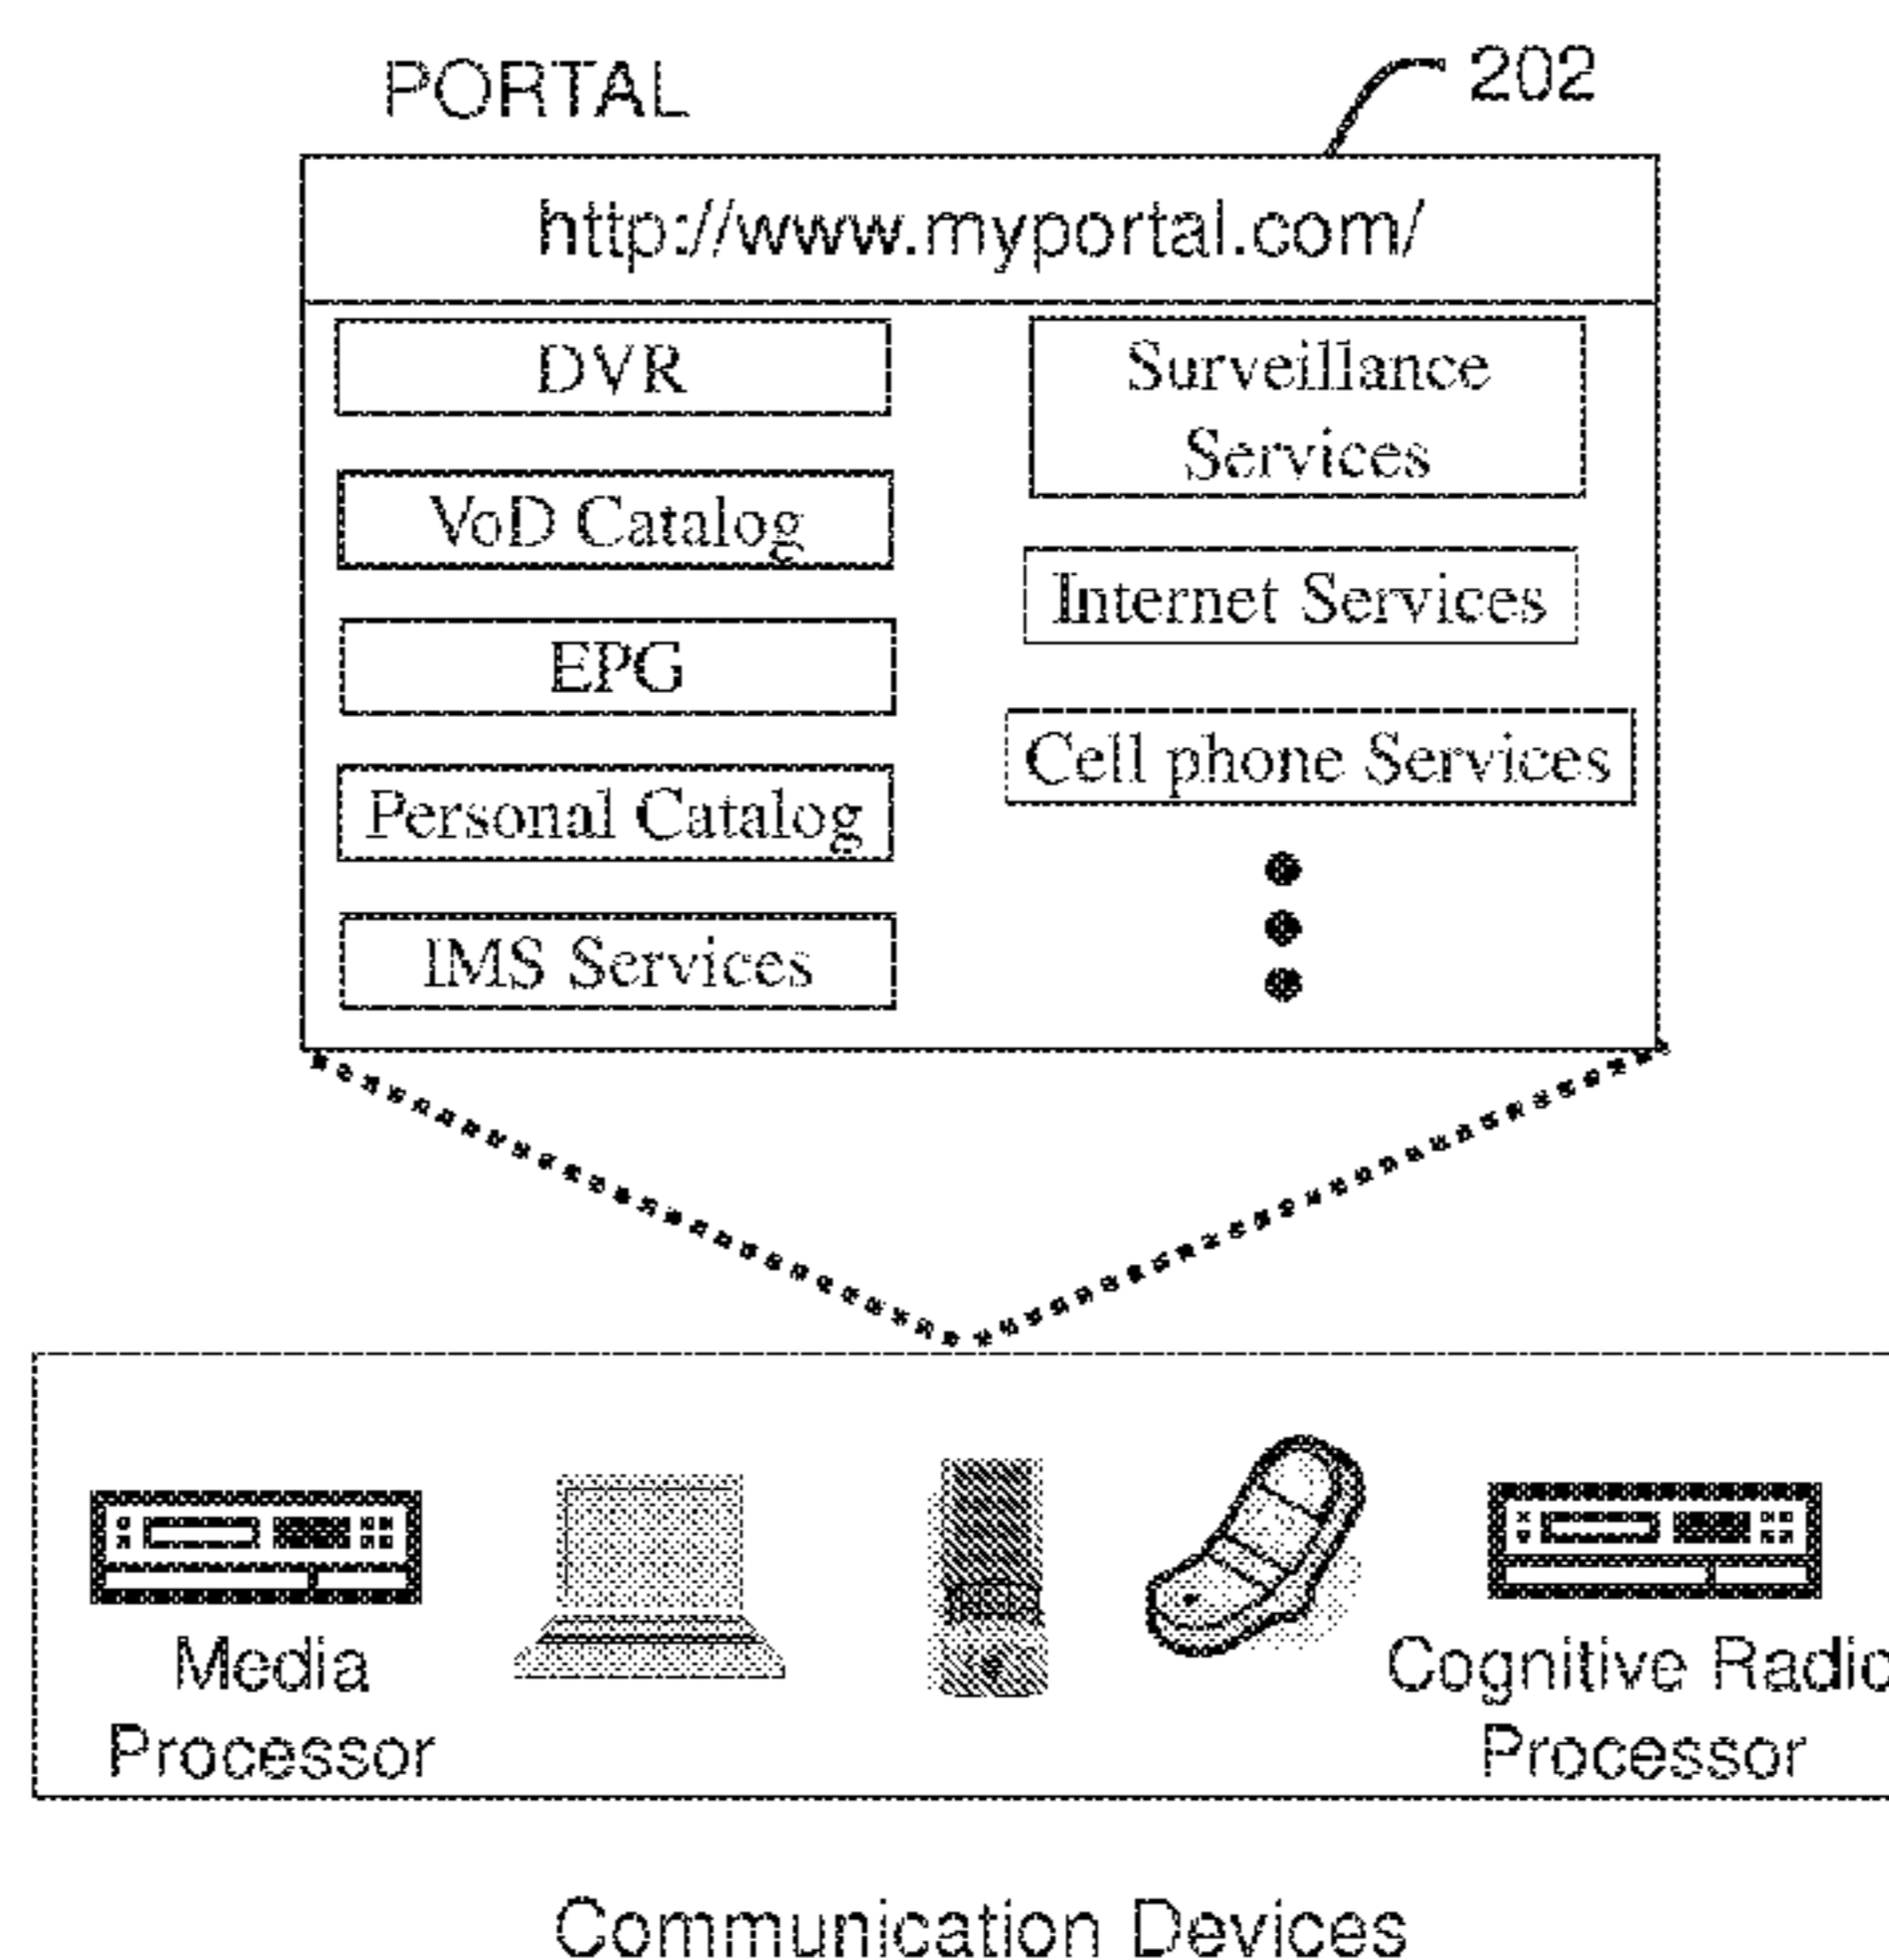 PORTAL
202
http://www.myportal.com/
DVR
VoD Catalog
EPG
Personal Catalog
IMS Services
Surveillance
Services
Internet Services
Cell phone Services
Media
Processor
Cognitive Radio
Processor
Communication Devices